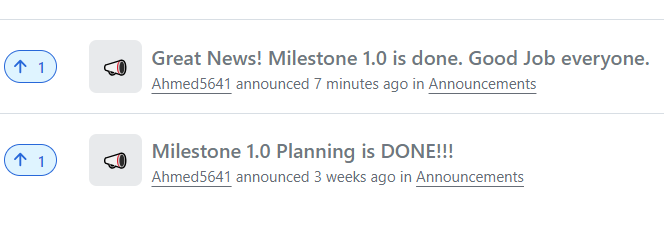 ↑ 1
Great News! Milestone 1.0 is done. Good Job everyone.
Ahmed5641 announced 7 minutes ago in Announcements
↑ 1
Milestone 1.0 Planning is DONE!!!
Ahmed5641 announced 3 weeks ago in Announcements